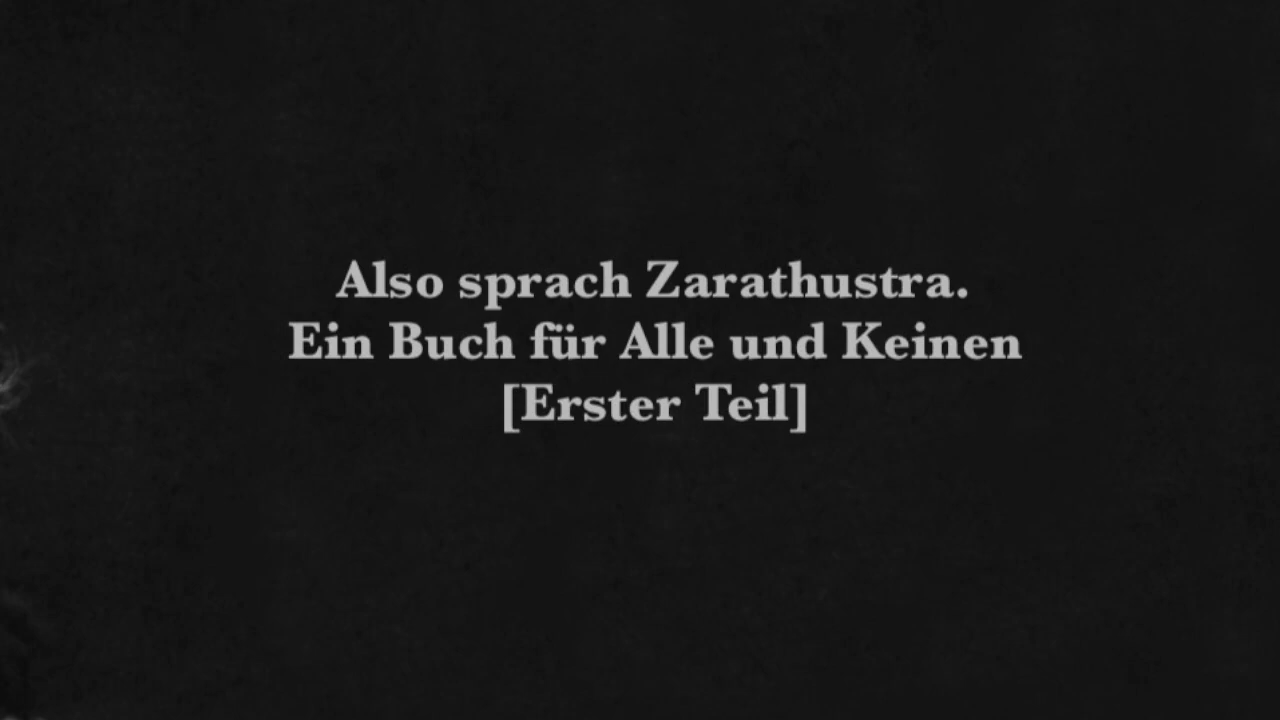 Also sprach Zarathustra.
Ein Buch für Alle und Keinen
[Erster Teil]